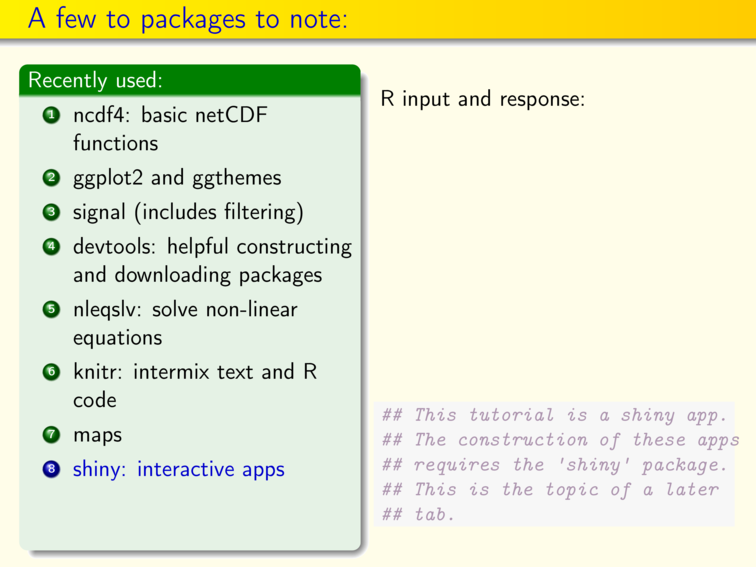 A few to packages to note:
Recently used:
1 ncdf4: basic netCDF
functions
2 ggplot2 and ggthemes
3 signal (includes filtering)
4 devtools: helpful constructing
and downloading packages
5 nleqslv: solve non-linear
equations
6 knitr: intermix text and R
code
7 maps
8 shiny: interactive apps
R input and response:
## This tutorial is a shiny app.
## The construction of these apps
## requires the 'shiny' package.
## This is the topic of a later
## tab.